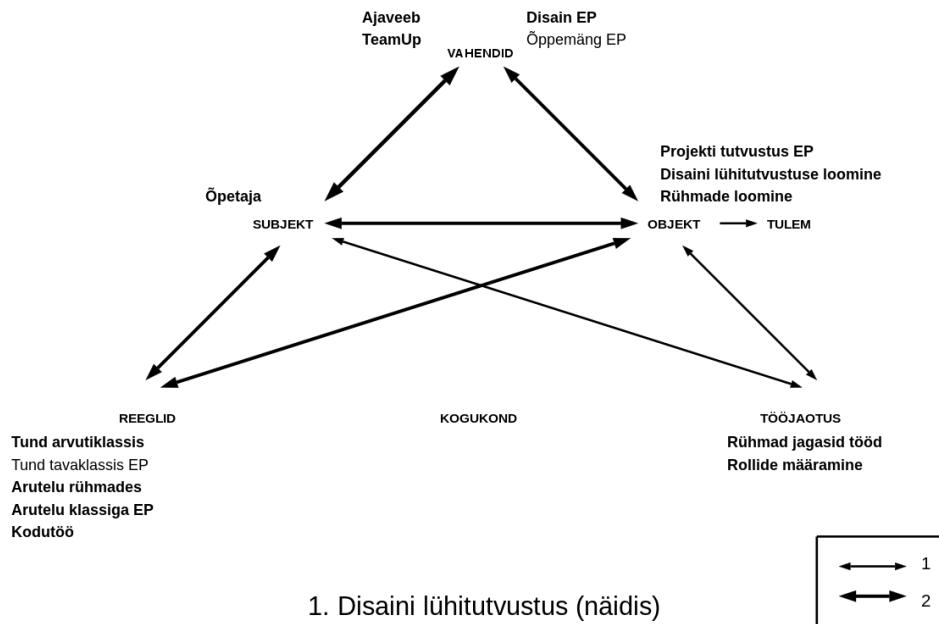 Ajaveeb
TeamUp
Disain EP
Õppemäng EP
VAHENDID
Projekti tutvustus EP
Disaini lühitutvustuse loomine
Rühmade loomine
Õpetaja
SUBJEKT
OBJEKT
TULEM
REEGLID
KOGUKOND
TÖÖJAOTUS
Tund arvutiklassis
Tund tavaklassis EP
Arutelu rühmades
Arutelu klassiga EP
Kodutöö
Rühmad jagasid tööd
Rollide määramine
1
2
1. Disaini lühitutvustus (näidis)